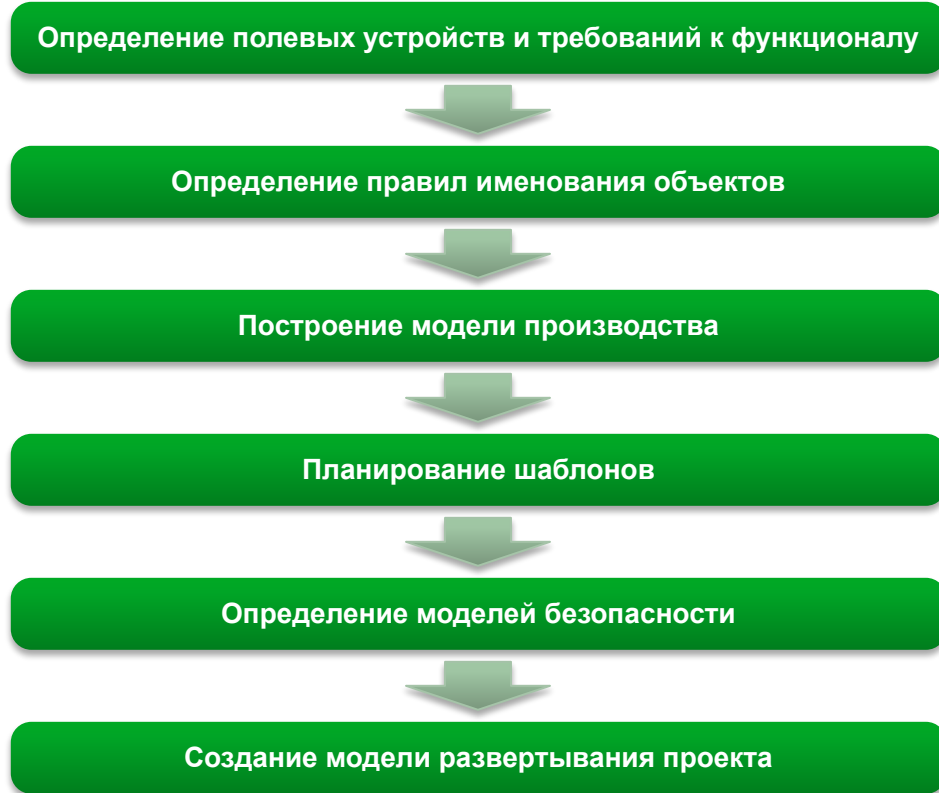 Определение полевых устройств и требований к функционалу
Определение правил именования объектов
Построение модели производства
Планирование шаблонов
Определение моделей безопасности
Создание модели развертывания проекта